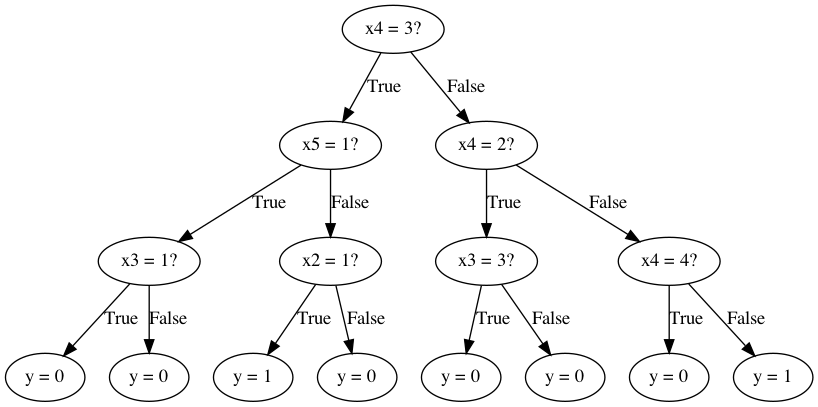 x4 = 3?
True
False
x5 = 1?
x4 = 2?
True
False
True
False
x3 = 1?
x2 = 1?
x3 = 3?
x4 = 4?
True
False
True
False
True
False
True
False
y = 0
y = 0
y = 1
y = 0
y = 0
y = 0
y = 0
y = 1